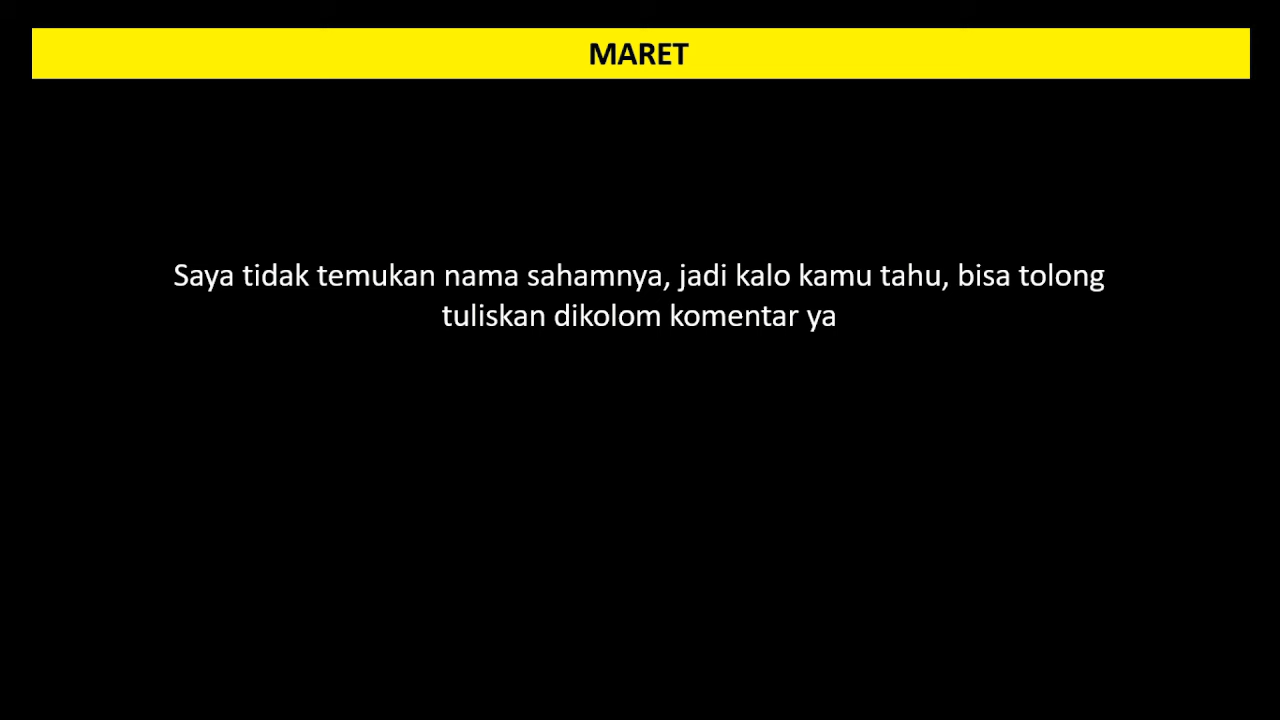 MARET
Saya tidak temukan nama sahamnya, jadi kalo kamu tahu, bisa tolong
tuliskan dikolom komentar ya